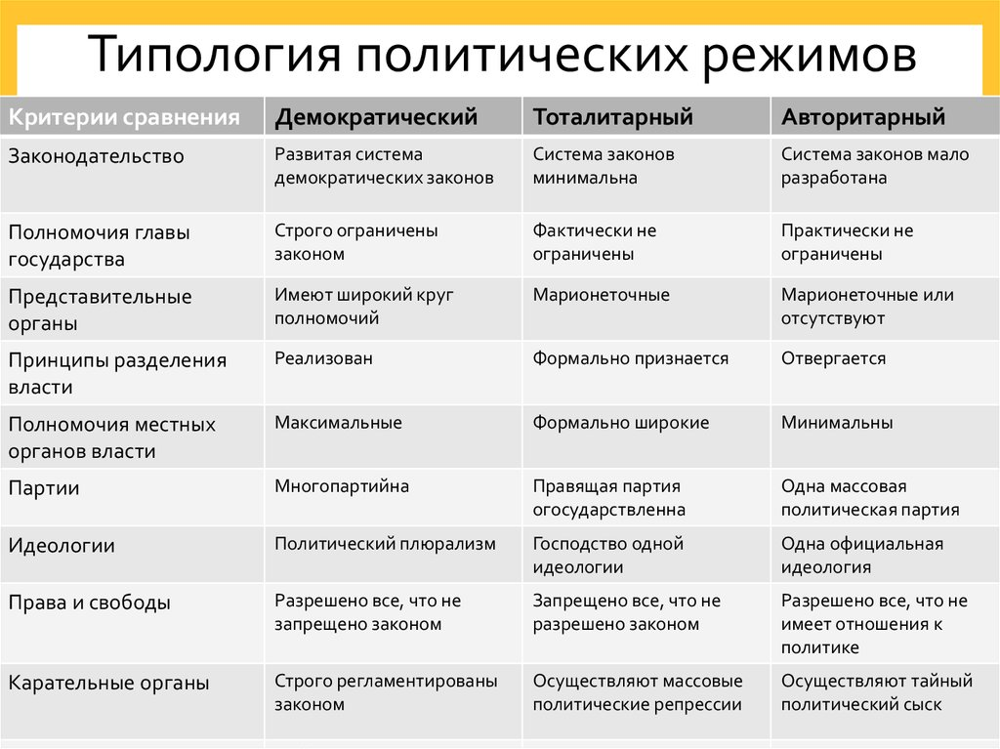 Типология политических режимов
Критерии сравнения
Демократический
Тоталитарный
Авторитарный
Законодательство
Развитая система
демократических законов
Система законов
минимальна
Система законов мало
разработана
Полномочия главы
государства
Строго ограничены
законом
Фактически не
ограничены
Практически не
ограничены
Представительные
органы
Имеют широкий круг
полномочий
Марионеточные
Марионеточные или
отсутствуют
Принципы разделения
власти
Реализован
Формально признается
Отвергается
Полномочия местных
органов власти
Максимальные
Формально широкие
Минимальны
Партии
Многопартийна
Правящая партия
огосударствленна
Одна массовая
политическая партия
Идеологии
Политический плюрализм
Господство одной
идеологии
Одна официальная
идеология
Права и свободы
Разрешено все, что не
запрещено законом
Запрещено все, что не
разрешено законом
Разрешено все, что не
имеет отношения к
политике
Карательные органы
Строго регламентированы
законом
Осуществляют массовые
политические репрессии
Осуществляют тайный
политический сыск